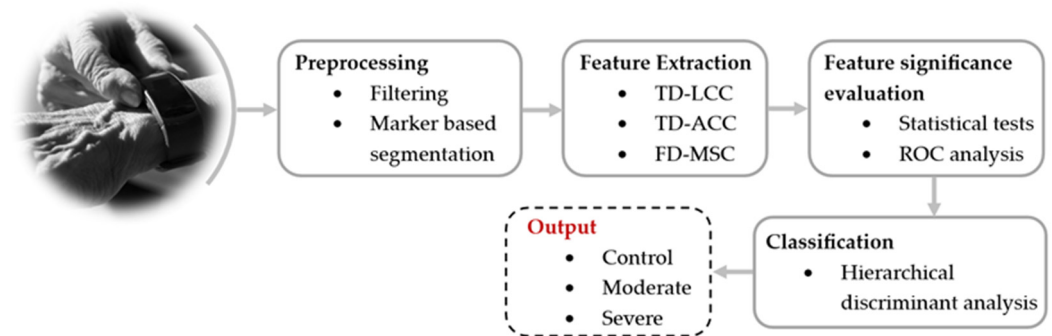 Preprocessing
• Filtering
• Marker based
segmentation
Feature Extraction
• TD-LCC
• TD-ACC
• FD-MSC
Feature significance
evaluation
• Statistical tests
• ROC analysis
Classification
• Hierarchical
discriminant analysis
Output
• Control
• Moderate
• Severe